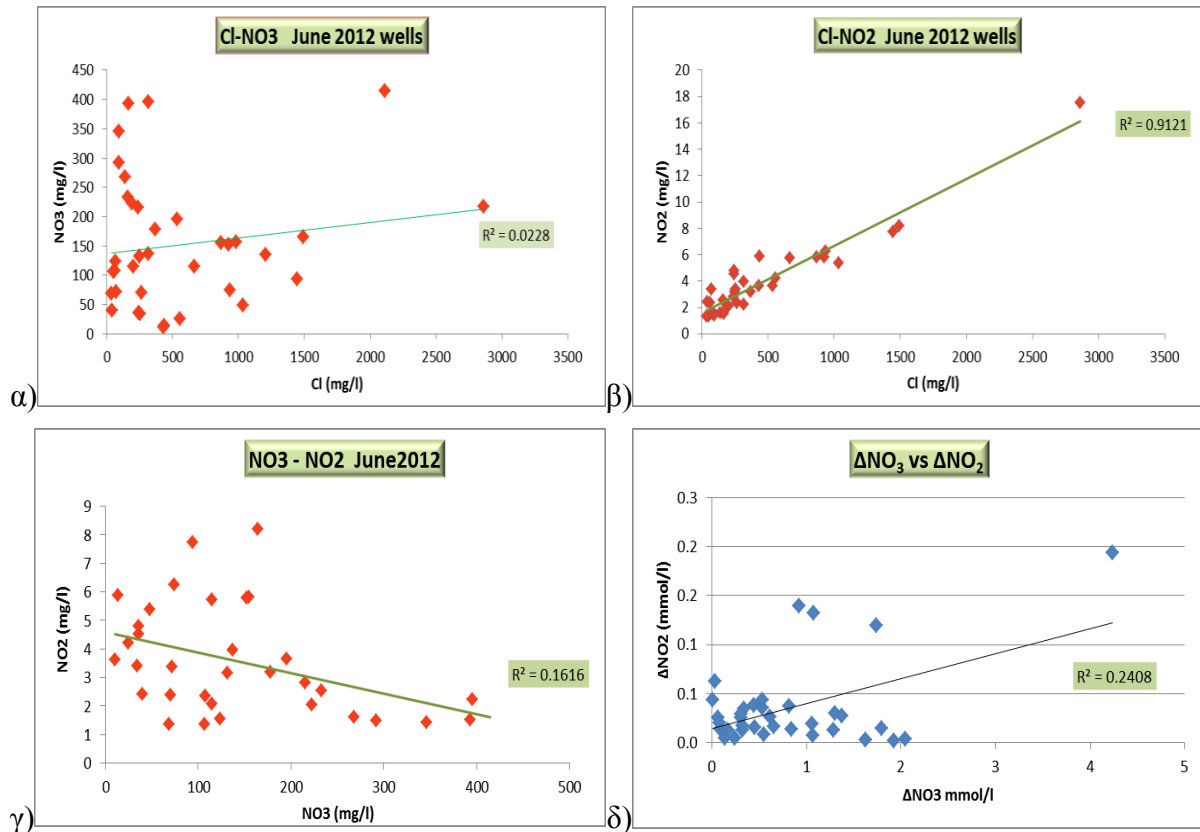 Cl-NO3 June 2012 wells
NO3 (mg/l)
450
400
350
300
250
200
150
100
50
0
R² = 0.0228
0 500 1000 1500 2000 2500 3000 3500
Cl (mg/l)
α)
Cl-NO2 June 2012 wells
NO2 (mg/l)
20
18
16
14
12
10
8
6
4
2
0
R² = 0.9121
0 500 1000 1500 2000 2500 3000 3500
Cl (mg/l)
β)
NO3 - NO2 June2012
NO2 (mg/l)
9
8
7
6
5
4
3
2
1
0
R² = 0.1616
0 100 200 300 400 500
NO3 (mg/l)
γ)
ΔNO₃ vs ΔNO₂
ΔNO2 (mmol/l)
0.3
0.2
0.2
0.1
0.1
0.0
R² = 0.2408
0 1 2 3 4 5
ΔNO3 mmol/l
δ)